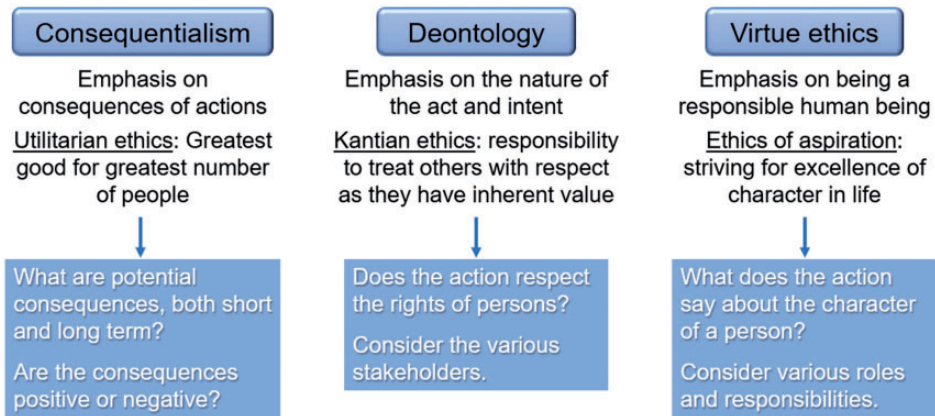 Consequentialism
Emphasis on
consequences of actions
Utilitarian ethics: Greatest
good for greatest number
of people
What are potential
consequences, both short
and long term?
Are the consequences
positive or negative?
Deontology
Emphasis on the nature of
the act and intent
Kantian ethics: responsibility
to treat others with respect
as they have inherent value
Does the action respect
the rights of persons?
Consider the various
stakeholders.
Virtue ethics
Emphasis on being a
responsible human being
Ethics of aspiration:
striving for excellence of
character in life
What does the action
say about the character
of a person?
Consider various roles
and responsibilities.